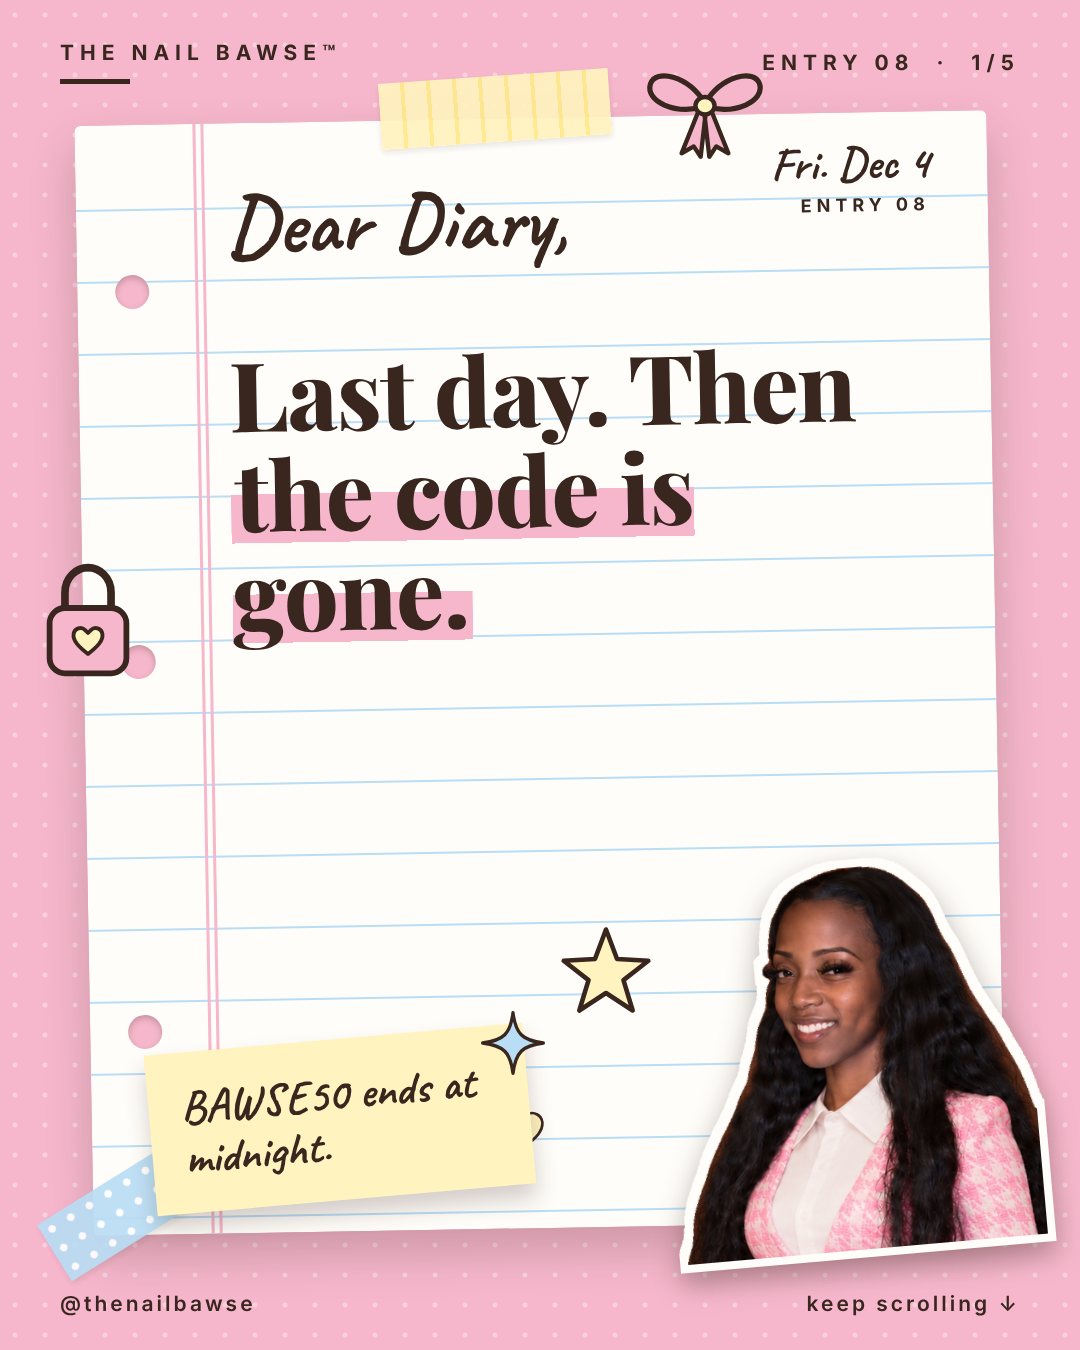 THE NAIL BAWSE™
ENTRY 08 · 1/5
Fri. Dec 4
ENTRY 08
Dear Diary,
Last day. Then
the code is
gone.
BAWSE50 ends at
midnight.
@thenailbawse
keep scrolling ↓